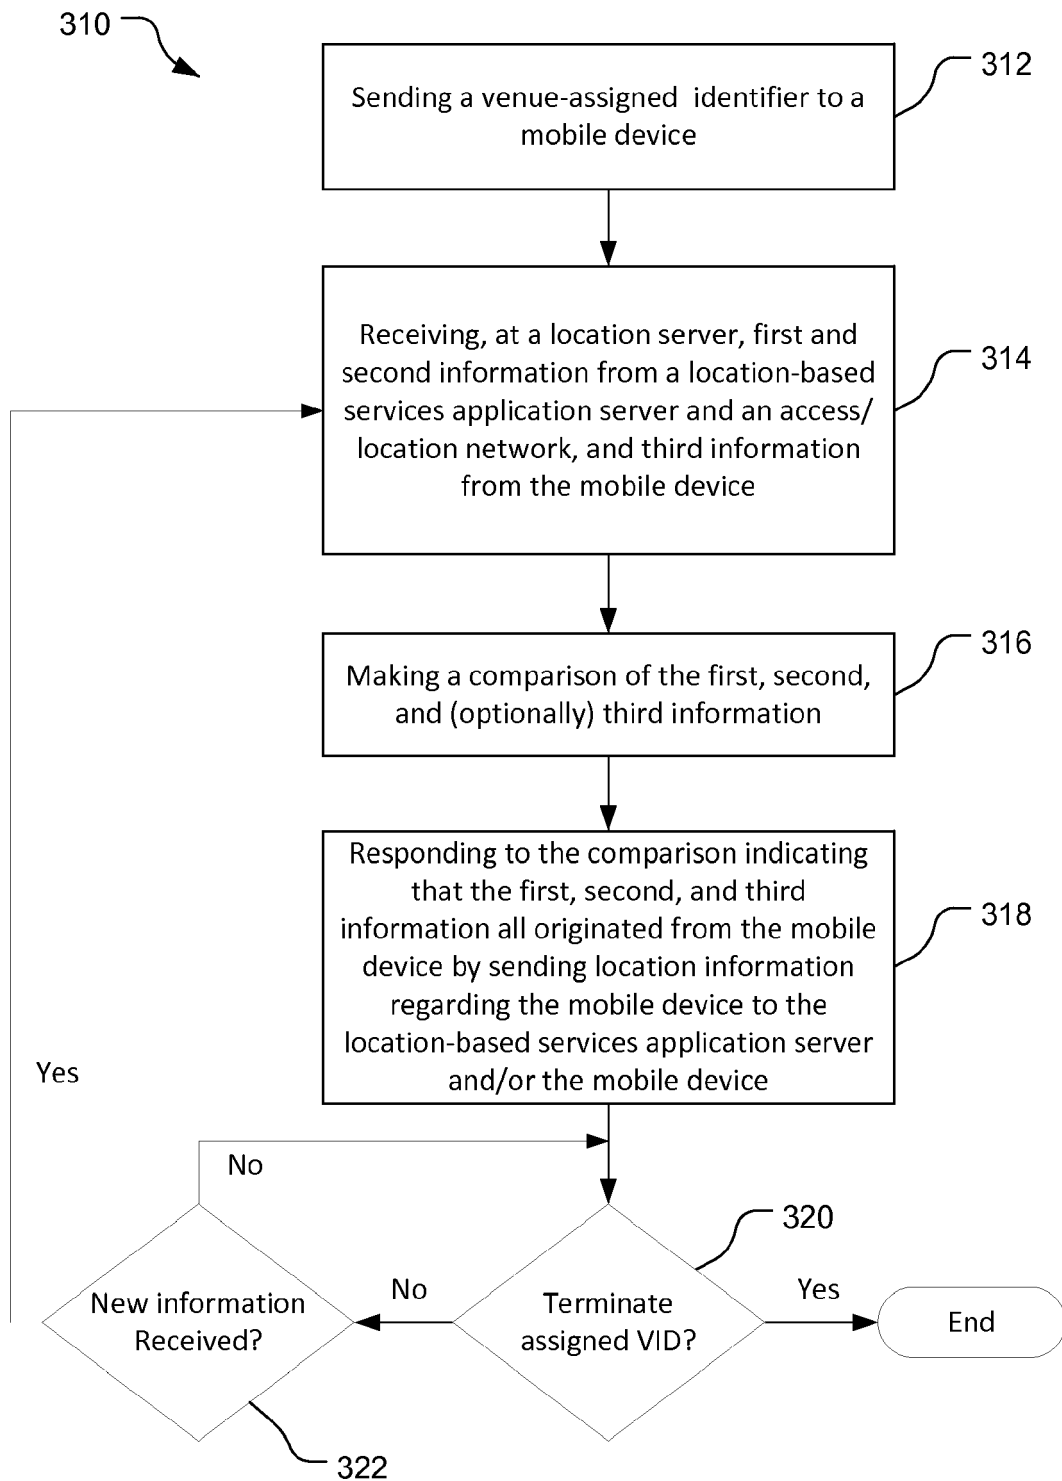 310
312
Sending a venue-assigned identifier to a
mobile device
314
Receiving, at a location server, first and
second information from a location-based
services application server and an access/
location network, and third information
from the mobile device
316
Making a comparison of the first, second,
and (optionally) third information
318
Responding to the comparison indicating
that the first, second, and third
information all originated from the mobile
device by sending location information
regarding the mobile device to the
location-based services application server
and/or the mobile device
Yes
No
320
New information
Received?
No
Terminate
assigned VID?
Yes
End
322